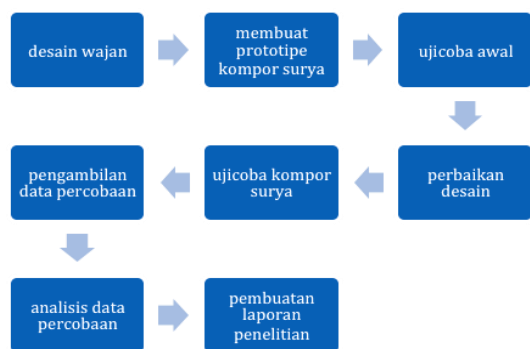 desain wajan
membuat
prototipe
kompor surya
ujicoba awal
perbaikan
desain
ujicoba kompor
surya
pengambilan
data percobaan
analisis data
percobaan
pembuatan
laporan
penelitian